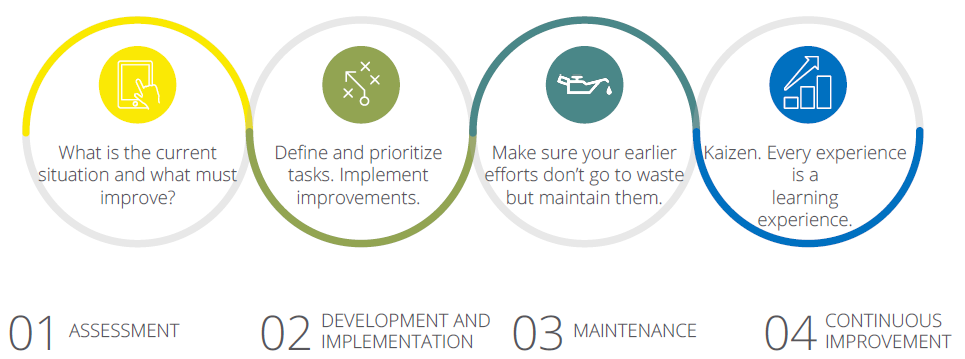 What is the current
situation and what must
improve?
Define and prioritize
tasks. Implement
improvements.
Make sure your earlier
efforts don’t go to waste
but maintain them.
Kaizen. Every experience
is a
learning
experience.
01 ASSESSMENT
02 DEVELOPMENT AND
IMPLEMENTATION
03 MAINTENANCE
04 CONTINUOUS
IMPROVEMENT